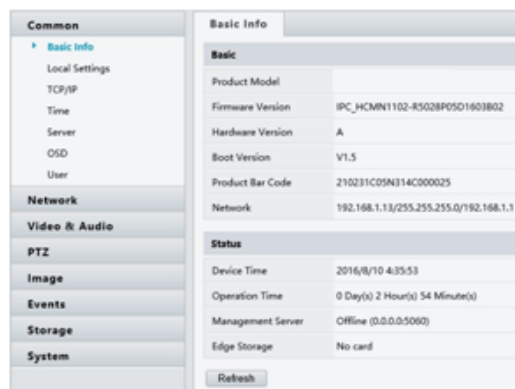 Common
Basic Info
Local Settings
TCP/IP
Time
Server
OSD
User
Network
Video & Audio
PTZ
Image
Events
Storage
System
Basic Info
Basic
Product Model
Firmware Version IPC_HCMN1102-R5028P05D1603B02
Hardware Version A
Boot Version V1.5
Product Bar Code 210231C05N314C000025
Network 192.168.1.13/255.255.255.0/192.168.1.1
Status
Device Time 2016/8/10 4:35:53
Operation Time 0 Day(s) 2 Hour(s) 54 Minute(s)
Management Server Offline (0.0.0.0:5060)
Edge Storage No card
Refresh